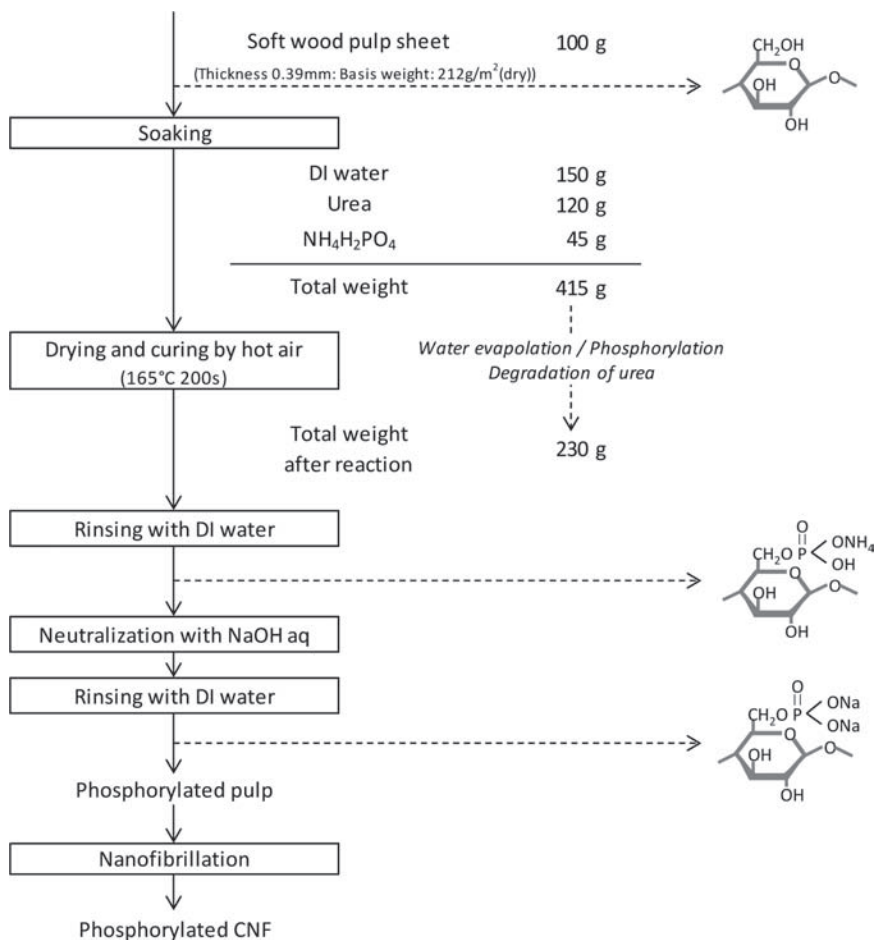 Soft wood pulp sheet 100 g
(Thickness 0.39mm: Basis weight: 212g/m²(dry))
CH₂OH
O
O
OH
OH
Soaking
DI water 150 g
Urea 120 g
NH₄H₂PO₄ 45 g
Total weight 415 g
Drying and curing by hot air
(165°C 200s)
Water evapolation / Phosphorylation
Degradation of urea
Total weight
after reaction 230 g
Rinsing with DI water
O
CH₂O P ONH₄
OH
O
O
OH
OH
Neutralization with NaOH aq
Rinsing with DI water
O
CH₂O P ONa
ONa
O
O
OH
OH
Phosphorylated pulp
Nanofibrillation
Phosphorylated CNF